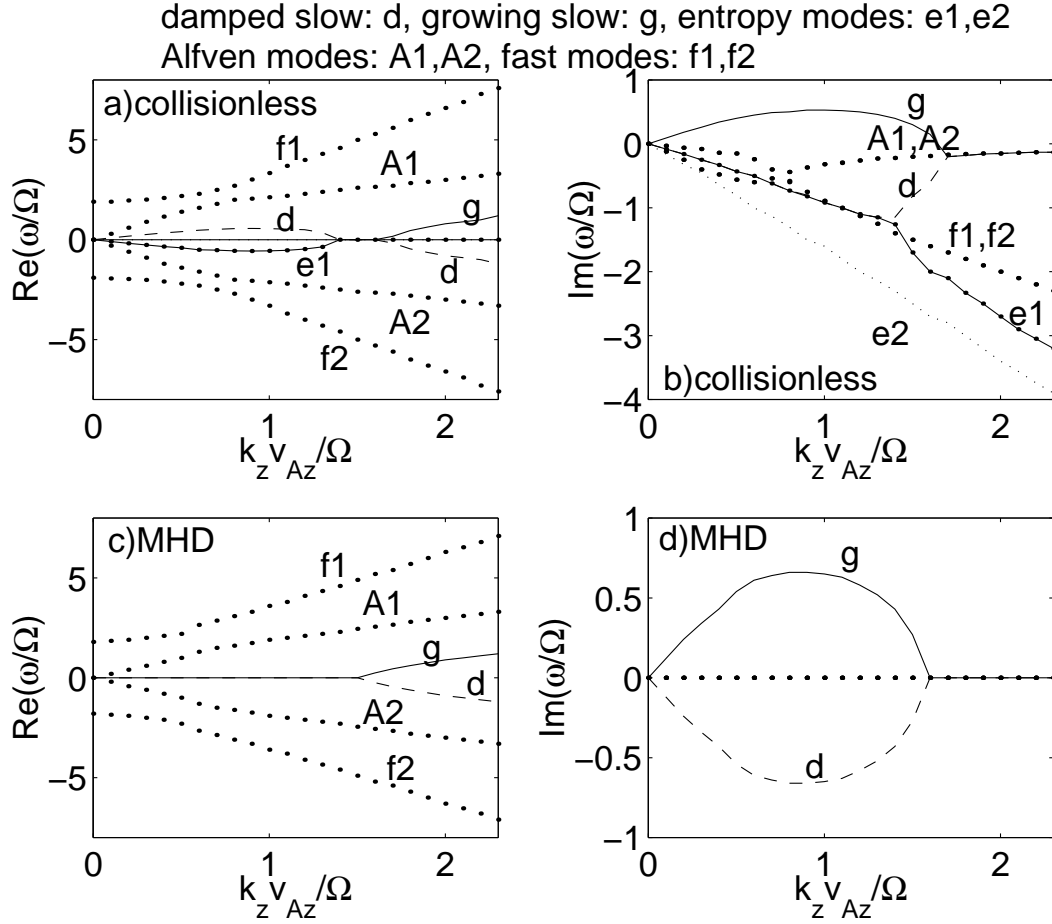 damped slow: d, growing slow: g, entropy modes: e1,e2
Alfven modes: A1,A2, fast modes: f1,f2
a)collisionless
Re(ω/Ω)
5
0
−5
f1
A1
d
g
e1
d
A2
f2
0
1
2
k_z v_Az/Ω
1
0
−1
−2
−3
−4
Im(ω/Ω)
g
A1,A2
d
f1,f2
e1
e2
b)collisionless
0
1
2
k_z v_Az/Ω
c)MHD
Re(ω/Ω)
5
0
−5
f1
A1
g
d
A2
f2
0
1
2
k_z v_Az/Ω
d)MHD
Im(ω/Ω)
1
0.5
0
−0.5
−1
g
d
0
1
2
k_z v_Az/Ω